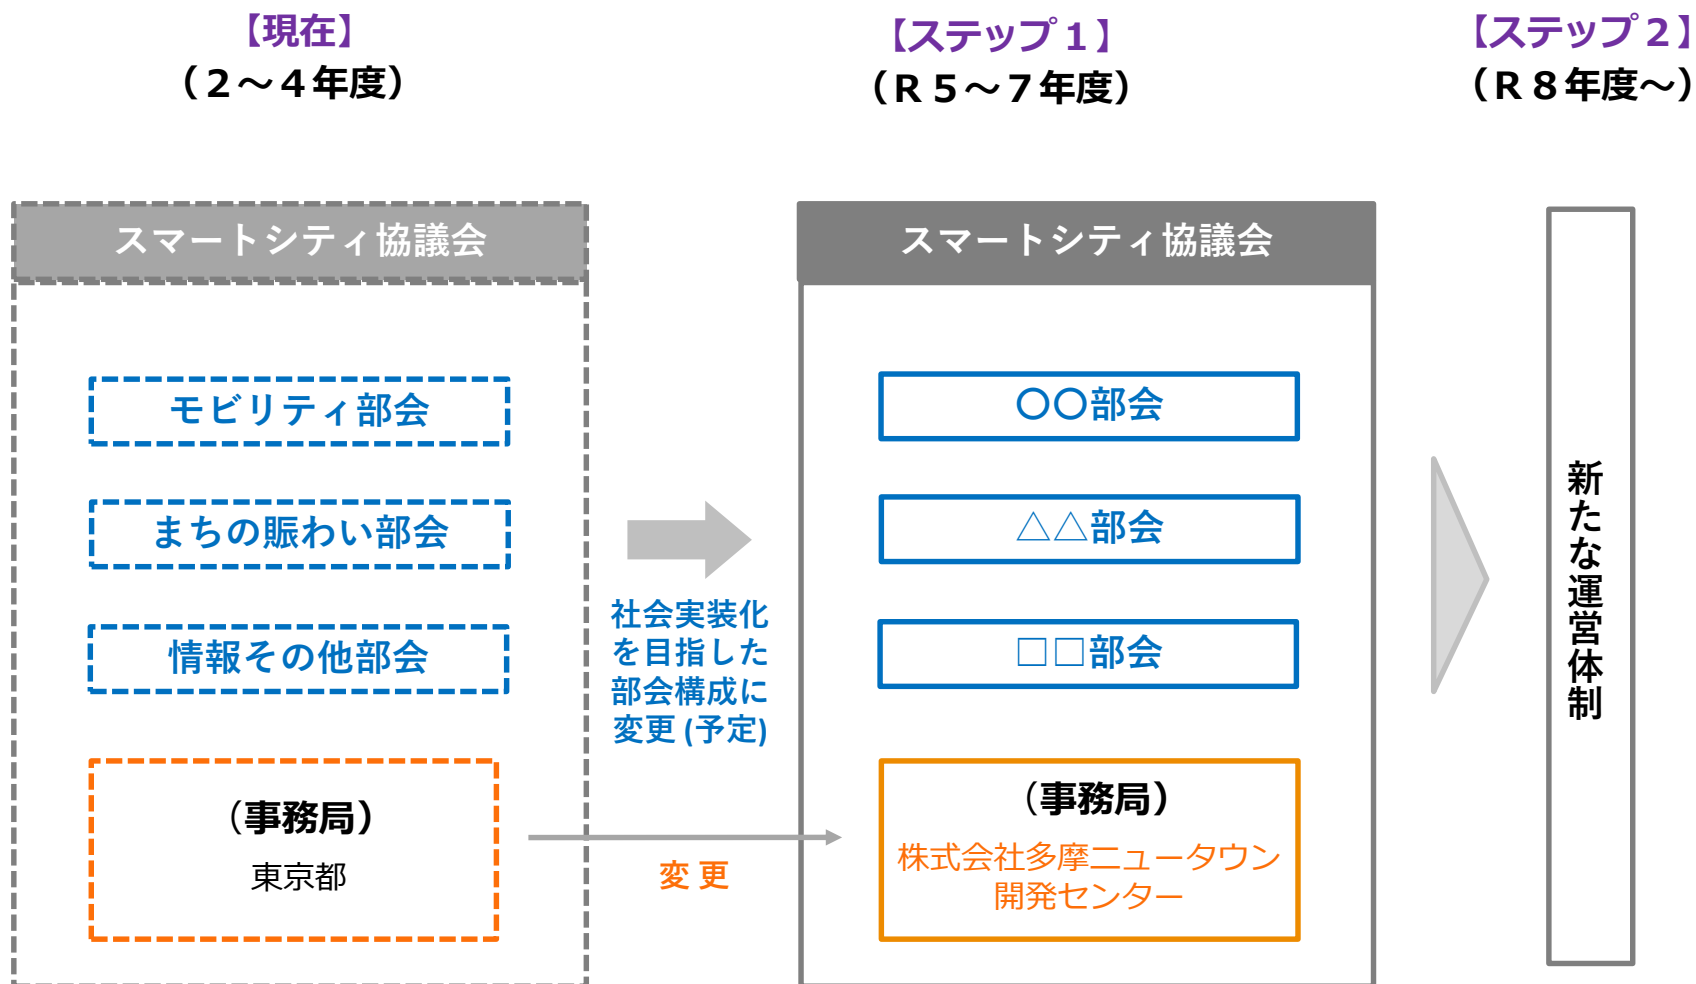 【現在】
（２～４年度）
【ステップ１】
（Ｒ５～７年度）
【ステップ２】
（Ｒ８年度～）
スマートシティ協議会
モビリティ部会
まちの賑わい部会
情報その他部会
（事務局）
東京都
社会実装化
を目指した
部会構成に
変更(予定)
変 更
スマートシティ協議会
〇〇部会
△△部会
□□部会
（事務局）
株式会社多摩ニュータウン
開発センター
新たな運営体制